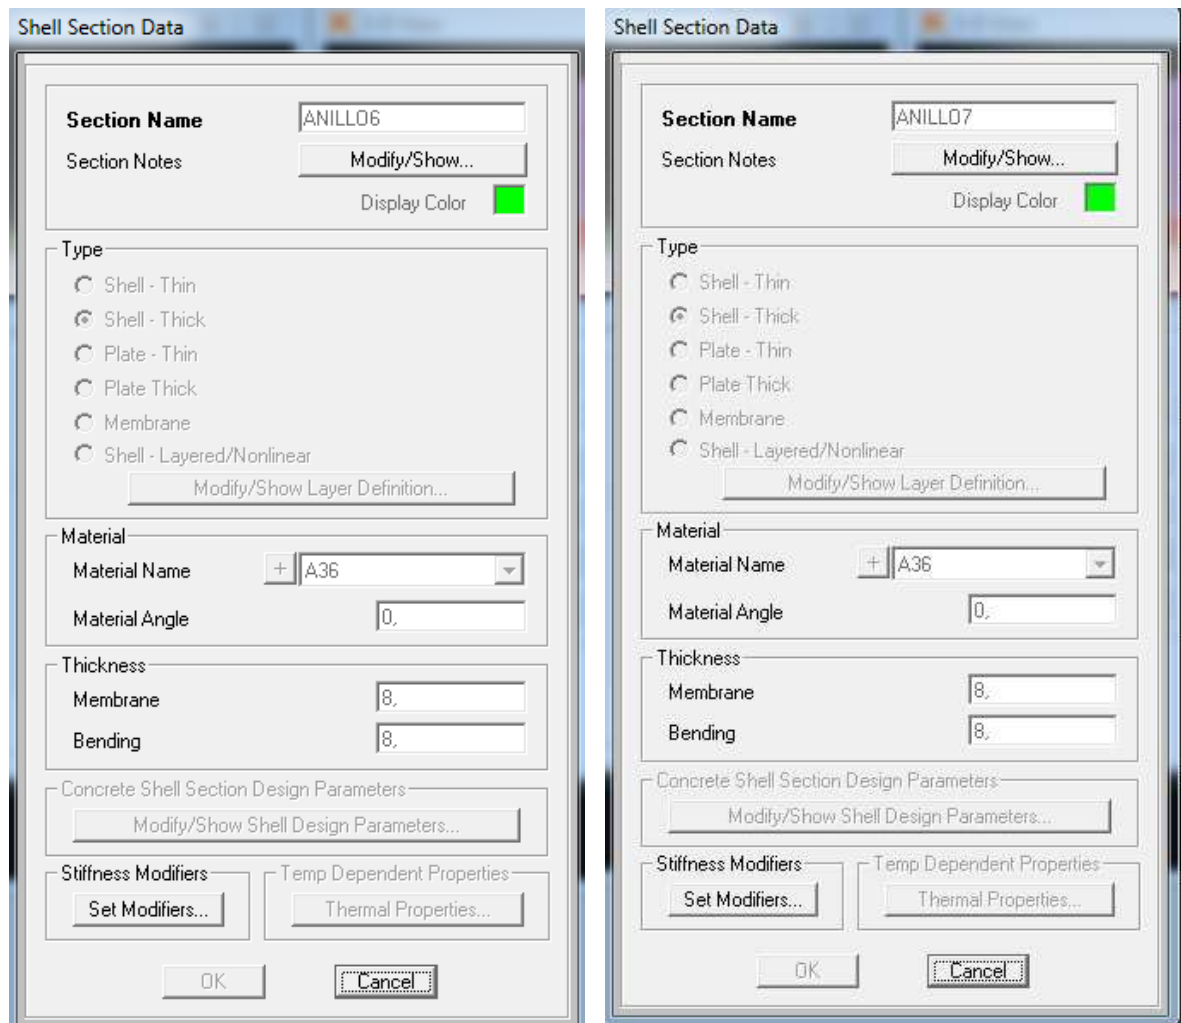 Shell Section Data
Section Name ANILLO6
Section Notes Modify/Show...
Display Color
Type
Shell - Thin
Shell - Thick
Plate - Thin
Plate Thick
Membrane
Shell - Layered/Nonlinear
Modify/Show Layer Definition...
Material
Material Name + A36
Material Angle 0,
Thickness
Membrane 8,
Bending 8,
Concrete Shell Section Design Parameters
Modify/Show Shell Design Parameters...
Stiffness Modifiers Temp Dependent Properties
Set Modifiers... Thermal Properties...
OK Cancel
Shell Section Data
Section Name ANILLO7
Section Notes Modify/Show...
Display Color
Type
Shell - Thin
Shell - Thick
Plate - Thin
Plate Thick
Membrane
Shell - Layered/Nonlinear
Modify/Show Layer Definition...
Material
Material Name + A36
Material Angle 0,
Thickness
Membrane 8,
Bending 8,
Concrete Shell Section Design Parameters
Modify/Show Shell Design Parameters...
Stiffness Modifiers Temp Dependent Properties
Set Modifiers... Thermal Properties...
OK Cancel